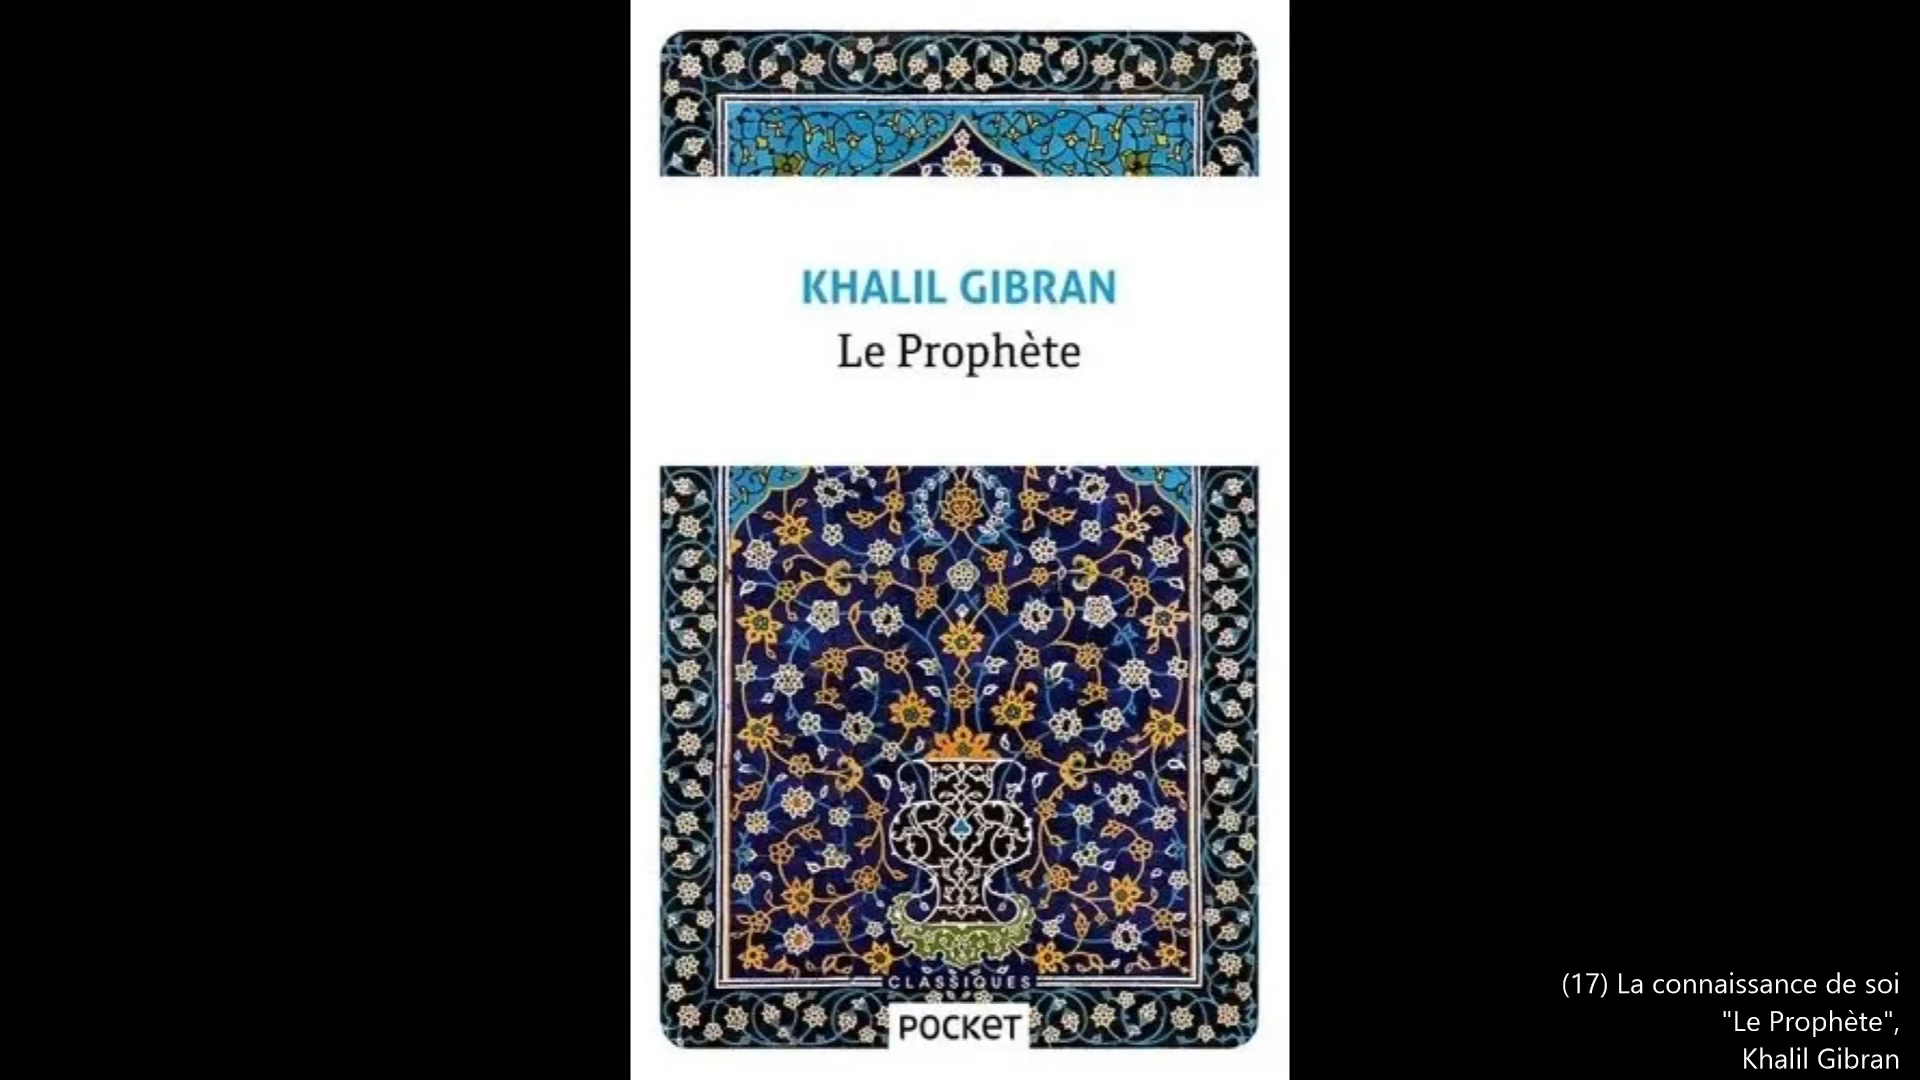 KHALIL GIBRAN
Le Prophète
CLASSIQUES
POCKET
(17) La connaissance de soi
"Le Prophète",
Khalil Gibran